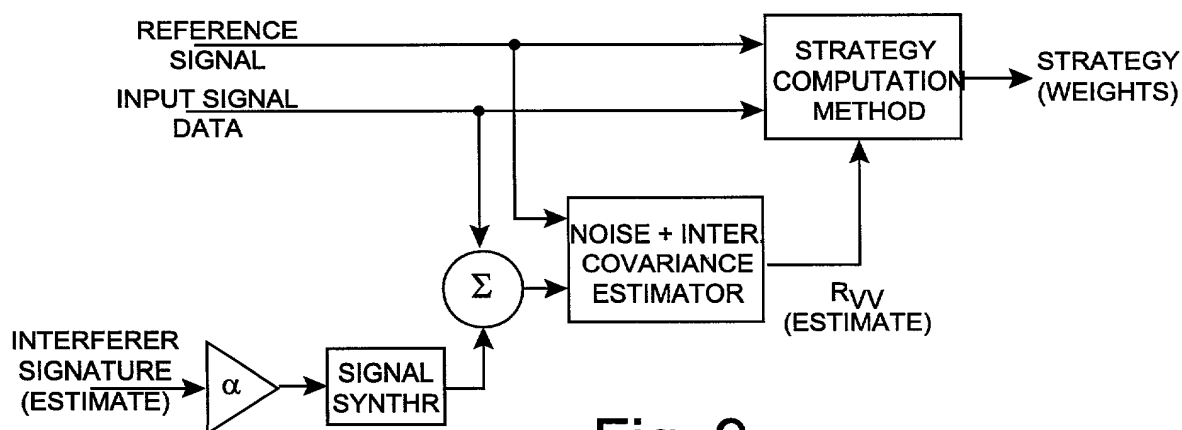 REFERENCE
SIGNAL
INPUT SIGNAL
DATA
STRATEGY
COMPUTATION
METHOD
STRATEGY
(WEIGHTS)
NOISE + INTER.
COVARIANCE
ESTIMATOR
Σ
RVV
(ESTIMATE)
INTERFERER
SIGNATURE
(ESTIMATE)
α
SIGNAL
SYNTHR